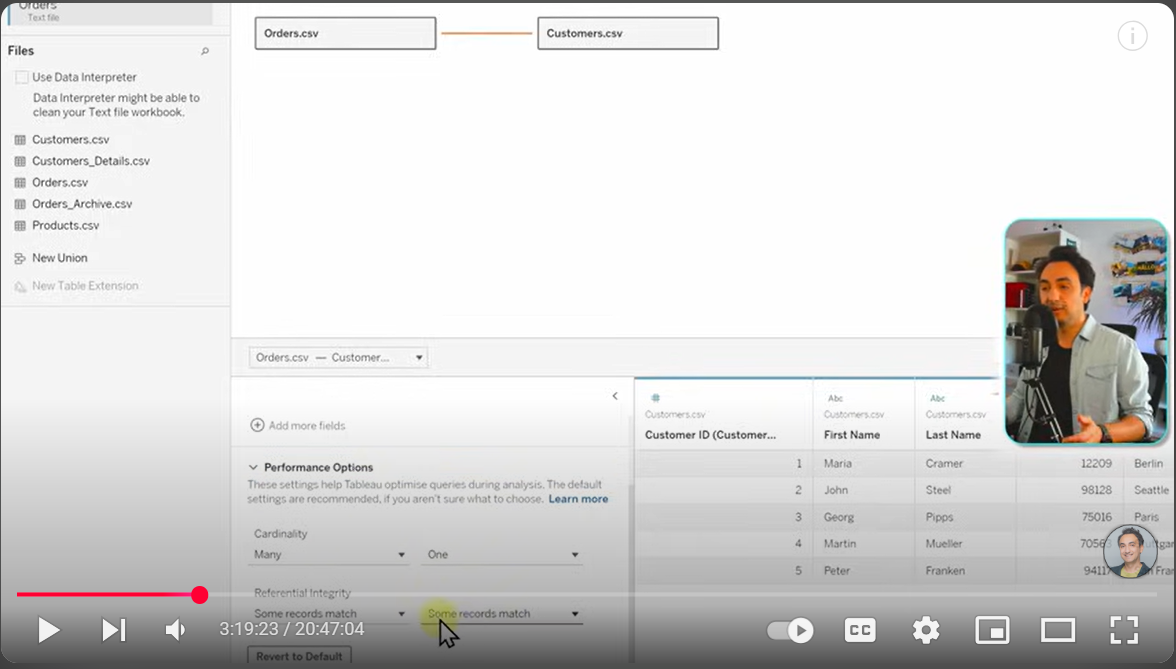 Orders
Text file
Files
Use Data Interpreter
Data Interpreter might be able to
clean your Text file workbook.
Customers.csv
Customers_Details.csv
Orders.csv
Orders_Archive.csv
Products.csv
New Union
New Table Extension
Orders.csv
Customers.csv
Orders.csv — Customer...
Add more fields
Performance Options
These settings help Tableau optimise queries during analysis. The default
settings are recommended, if you aren't sure what to choose. Learn more
Cardinality
Many One
Referential Integrity
Some records match Some records match
Revert to Default
# Abc Abc
Customers.csv Customers.csv Customers.csv
Customer ID (Customer... First Name Last Name
1 Maria Cramer 12209 Berlin
2 John Steel 98128 Seattle
3 Georg Pipps 75016 Paris
4 Martin Mueller
5 Peter Franken
3:19:23 / 20:47:04
CC